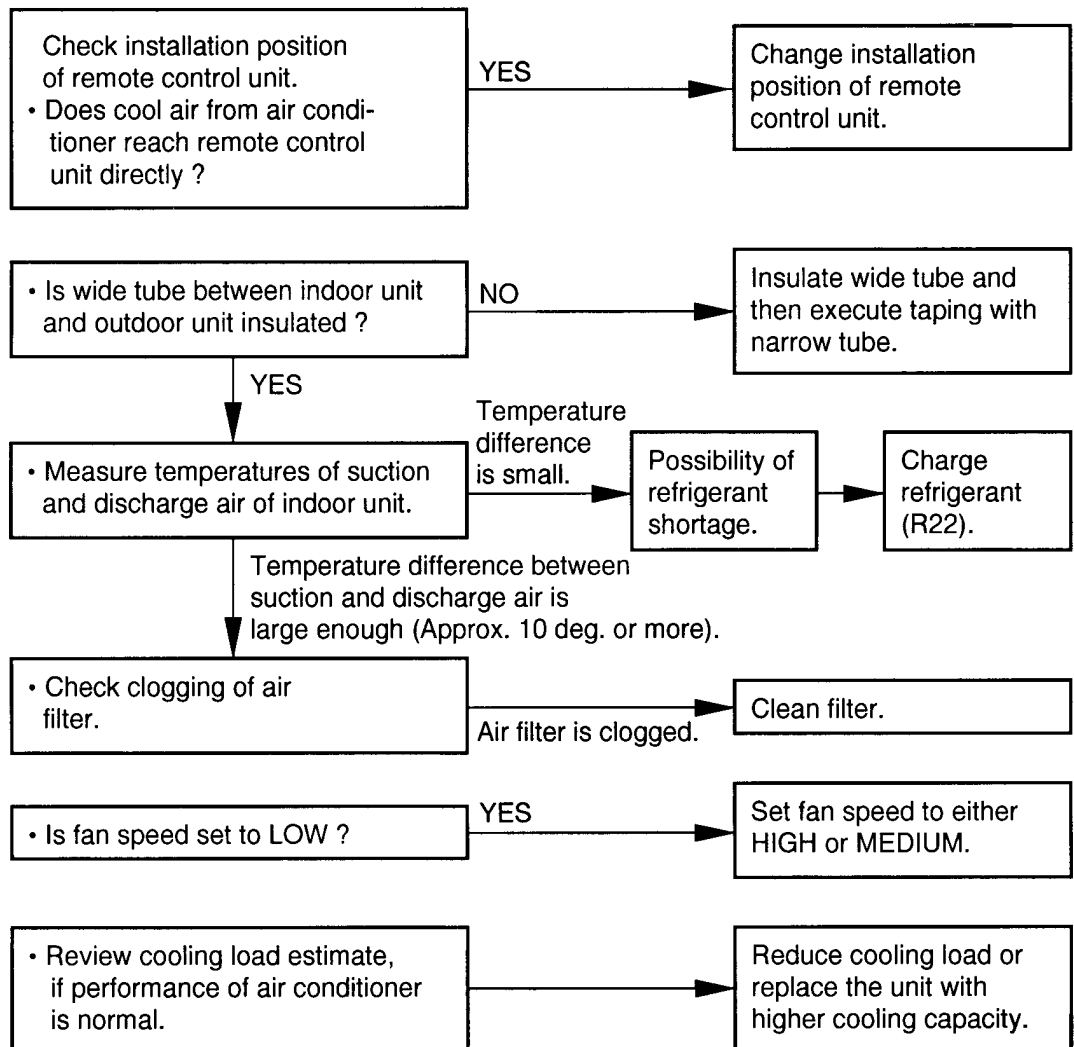 Check installation position
of remote control unit.
• Does cool air from air condi-
tioner reach remote control
unit directly ?
YES
Change installation
position of remote
control unit.
• Is wide tube between indoor unit
and outdoor unit insulated ?
NO
Insulate wide tube and
then execute taping with
narrow tube.
YES
• Measure temperatures of suction
and discharge air of indoor unit.
Temperature
difference
is small.
Possibility of
refrigerant
shortage.
Charge
refrigerant
(R22).
Temperature difference between
suction and discharge air is
large enough (Approx. 10 deg. or more).
• Check clogging of air
filter.
Air filter is clogged.
Clean filter.
• Is fan speed set to LOW ?
YES
Set fan speed to either
HIGH or MEDIUM.
• Review cooling load estimate,
if performance of air conditioner
is normal.
Reduce cooling load or
replace the unit with
higher cooling capacity.